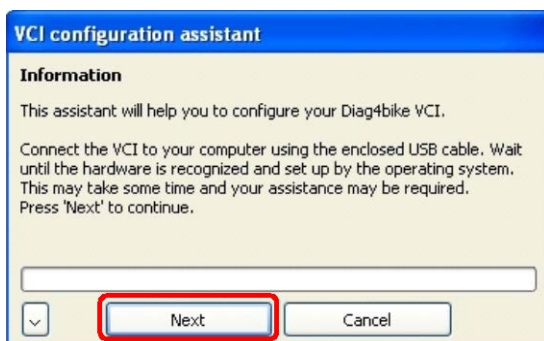 VCI configuration assistant
Information
This assistant will help you to configure your Diag4bike VCI.
Connect the VCI to your computer using the enclosed USB cable. Wait
until the hardware is recognized and set up by the operating system.
This may take some time and your assistance may be required.
Press 'Next' to continue.
Next
Cancel